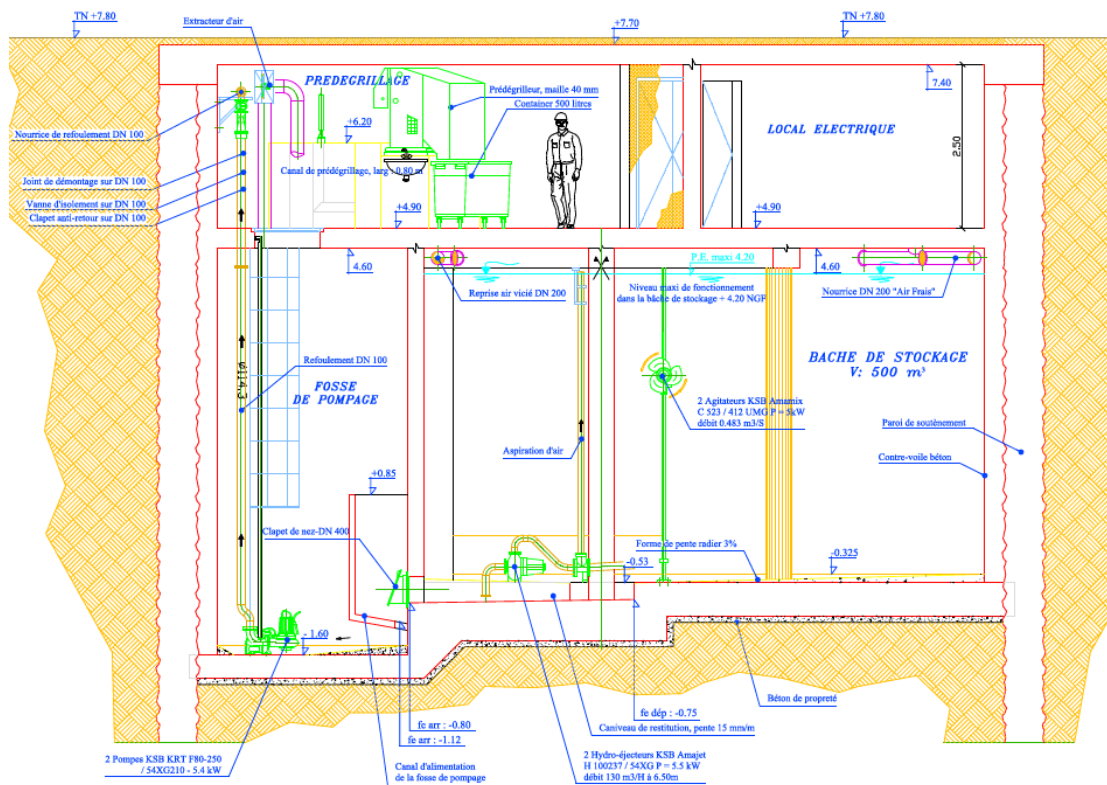 TN +7.80
Extracteur d'air
+7.70
TN +7.80
PREDEGRILLAGE
Prédégrilleur, maille 40 mm
Container 500 litres
7.40
LOCAL ELECTRIQUE
2.50
Nourrice de refoulement DN 100
+6.20
Joint de démontage sur DN 100
Canal de prédégrillage, larg : 0.80 m
Vanne d'isolement sur DN 100
Clapet anti-retour sur DN 100
+4.90
+4.90
4.60
P.E. maxi 4.20
4.60
Reprise air vicié DN 200
Niveau maxi de fonctionnement
dans la bâche de stockage + 4.20 NGF
Nourrice DN 200 "Air Frais"
Refoulement DN 100
ø114,3
FOSSE
DE POMPAGE
BACHE DE STOCKAGE
V: 500 m³
2 Agitateurs KSB Amamix
C 523 / 412 UMG P = 5kW
débit 0.483 m3/S
Paroi de soutènement
Aspiration d'air
Contre-voile béton
+0.85
Clapet de nez-DN 400
Forme de pente radier 3%
-0.53
-0.325
- 1.60
Béton de propreté
fe arr : -0.80
fe dép : -0.75
fe arr : -1.12
Caniveau de restitution, pente 15 mm/m
2 Pompes KSB KRT F80-250
/ 54XG210 - 5.4 kW
Canal d'alimentation
de la fosse de pompage
2 Hydro-éjecteurs KSB Amajet
H 100237 / 54XG P = 5.5 kW
débit 130 m3/H à 6.50m